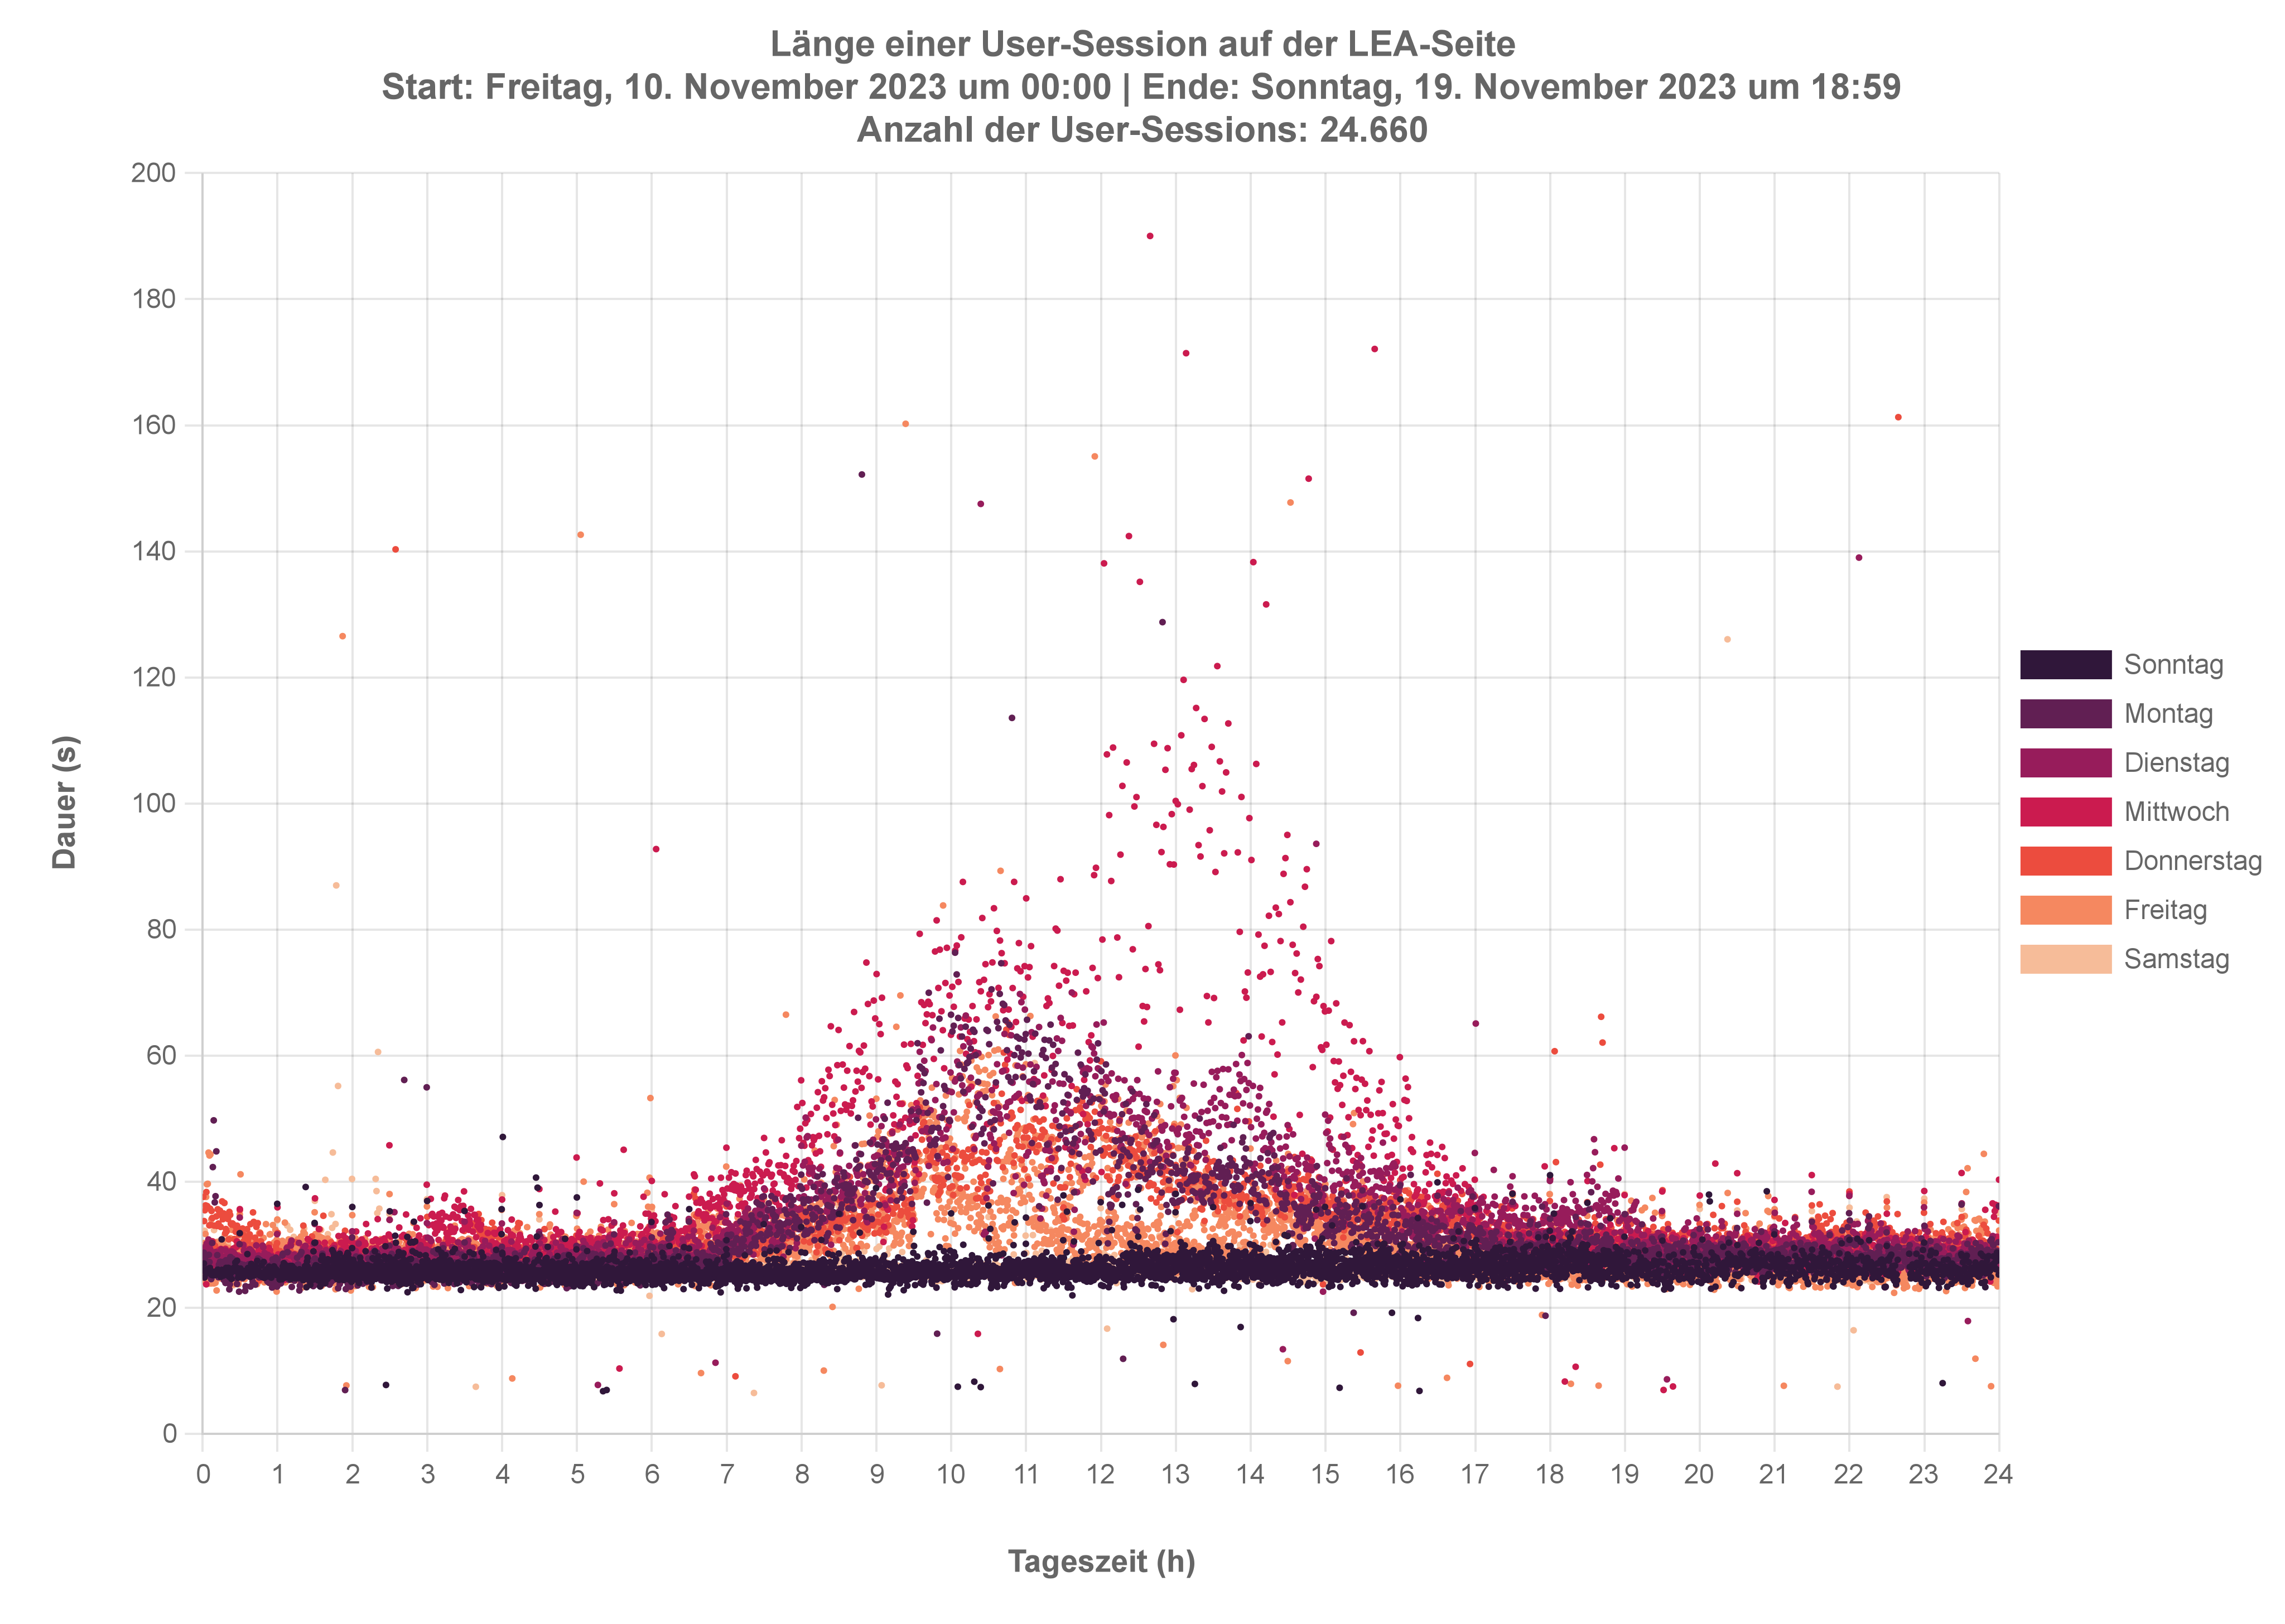 Länge einer User-Session auf der LEA-Seite
Start: Freitag, 10. November 2023 um 00:00 | Ende: Sonntag, 19. November 2023 um 18:59
Anzahl der User-Sessions: 24.660
200
180
160
140
120
100
80
60
40
20
0
Dauer (s)
0 1 2 3 4 5 6 7 8 9 10 11 12 13 14 15 16 17 18 19 20 21 22 23 24
Tageszeit (h)
Sonntag
Montag
Dienstag
Mittwoch
Donnerstag
Freitag
Samstag